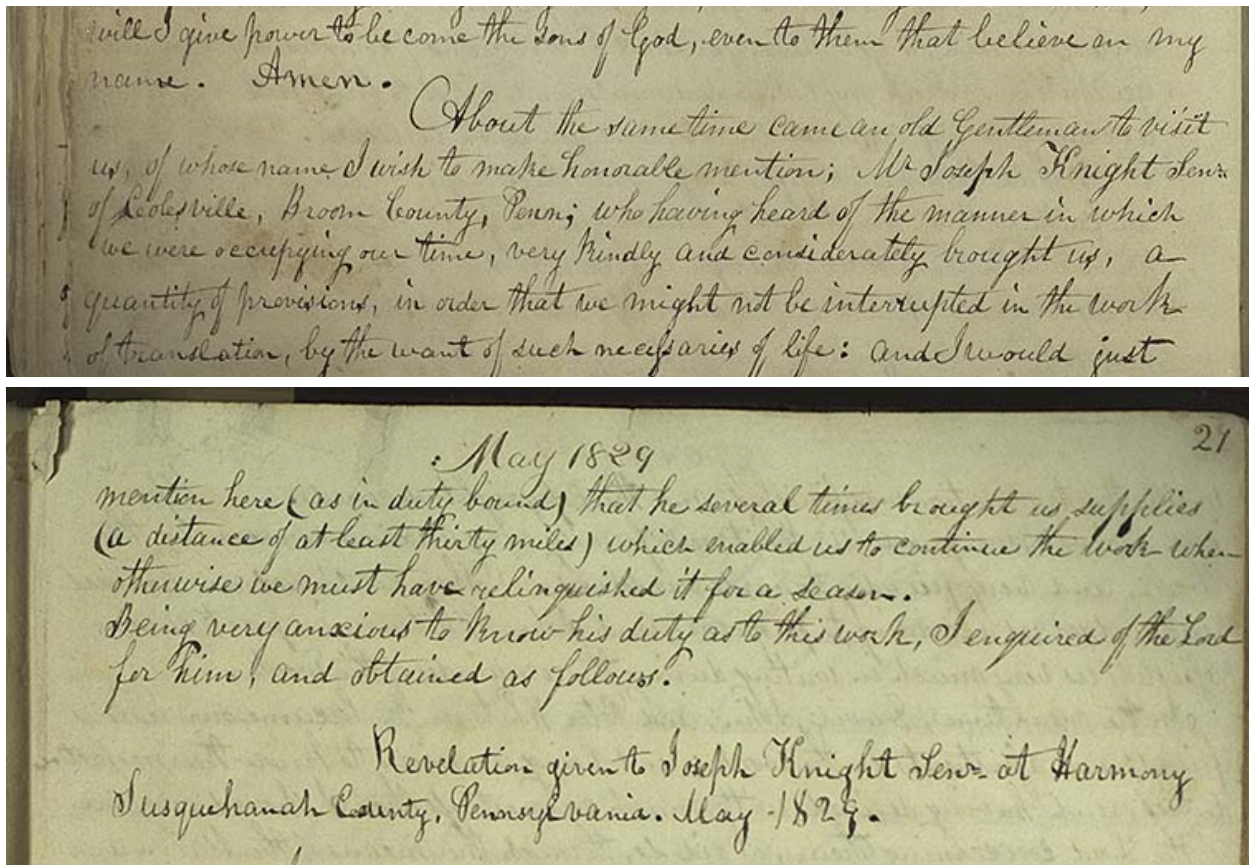 will I give power to become the sons of God, even to them that believe on my
name. Amen.
About the same time came an old Gentleman to visit
us, of whose name I wish to make honorable mention; Mr Joseph Knight Senr.
of Colesville, Broom County, Penn; who having heard of the manner in which
we were occupying our time, very kindly and considerately brought us, a
quantity of provisions, in order that we might not be interrupted in the work
of translation, by the want of such necessaries of life: and I would just
21
: May 1829
mention here (as in duty bound) that he several times brought us supplies
(a distance of at least thirty miles) which enabled us to continue the work when
otherwise we must have relinquished it for a season.
Being very anxious to know his duty as to this work, I enquired of the Lord
for him, and obtained as follows.
Revelation given to Joseph Knight Senr. at Harmony
Susquehanah County, Pennsylvania. May 1829.